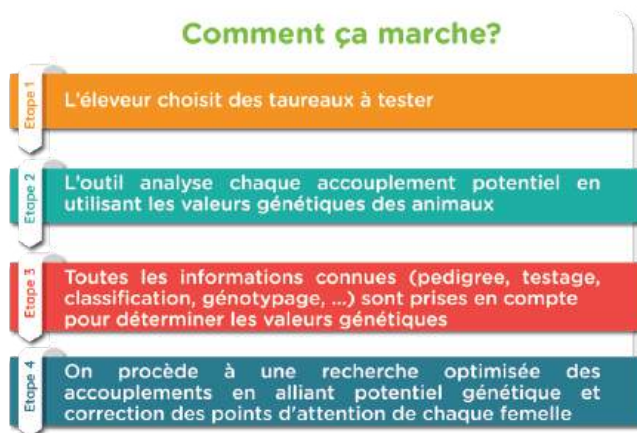 Comment ça marche?
Etape 1
L'éleveur choisit des taureaux à tester
Etape 2
L'outil analyse chaque accouplement potentiel en
utilisant les valeurs génétiques des animaux
Etape 3
Toutes les informations connues (pedigree, testage,
classification, génotypage, ...) sont prises en compte
pour déterminer les valeurs génétiques
Etape 4
On procède à une recherche optimisée des
accouplements en alliant potentiel génétique et
correction des points d'attention de chaque femelle